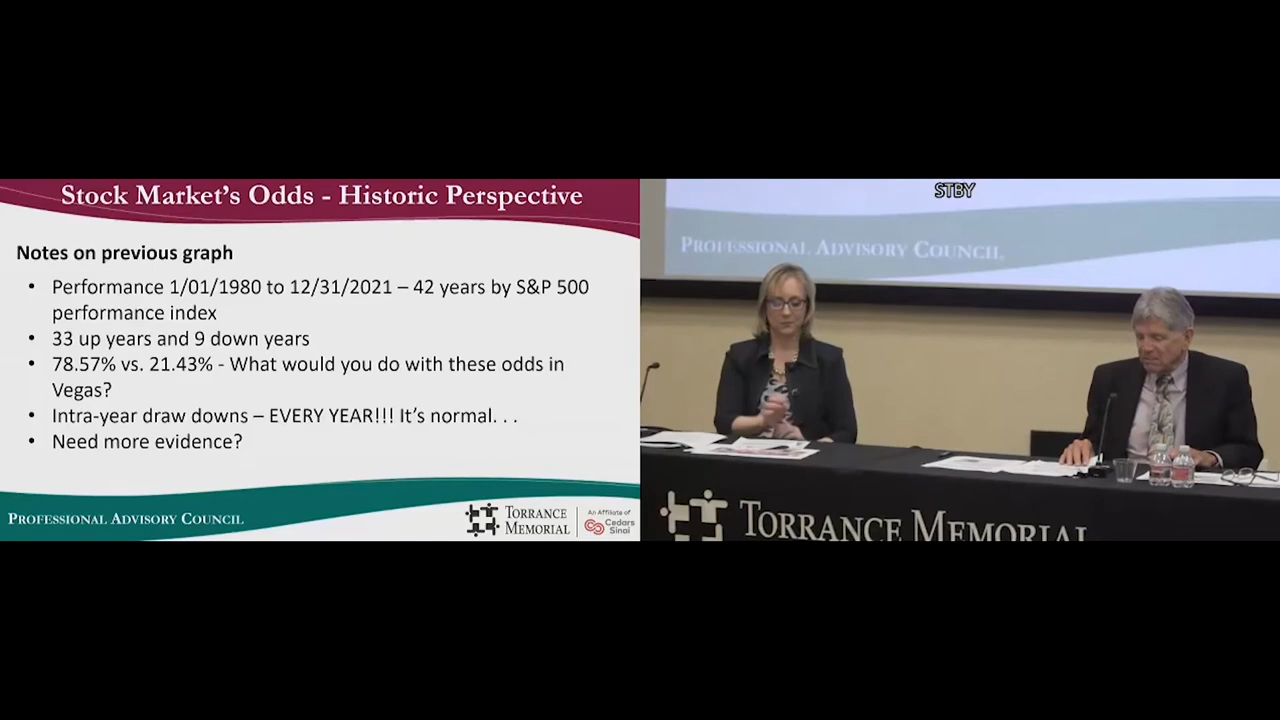 Stock Market's Odds - Historic Perspective
Notes on previous graph
• Performance 1/01/1980 to 12/31/2021 – 42 years by S&P 500
performance index
• 33 up years and 9 down years
• 78.57% vs. 21.43% - What would you do with these odds in
Vegas?
• Intra-year draw downs – EVERY YEAR!!! It's normal. . .
• Need more evidence?
PROFESSIONAL ADVISORY COUNCIL
TORRANCE
MEMORIAL
An Affiliate of
Cedars
Sinai
STBY
PROFESSIONAL ADVISORY COUNCIL
TORRANCE MEMORIAL